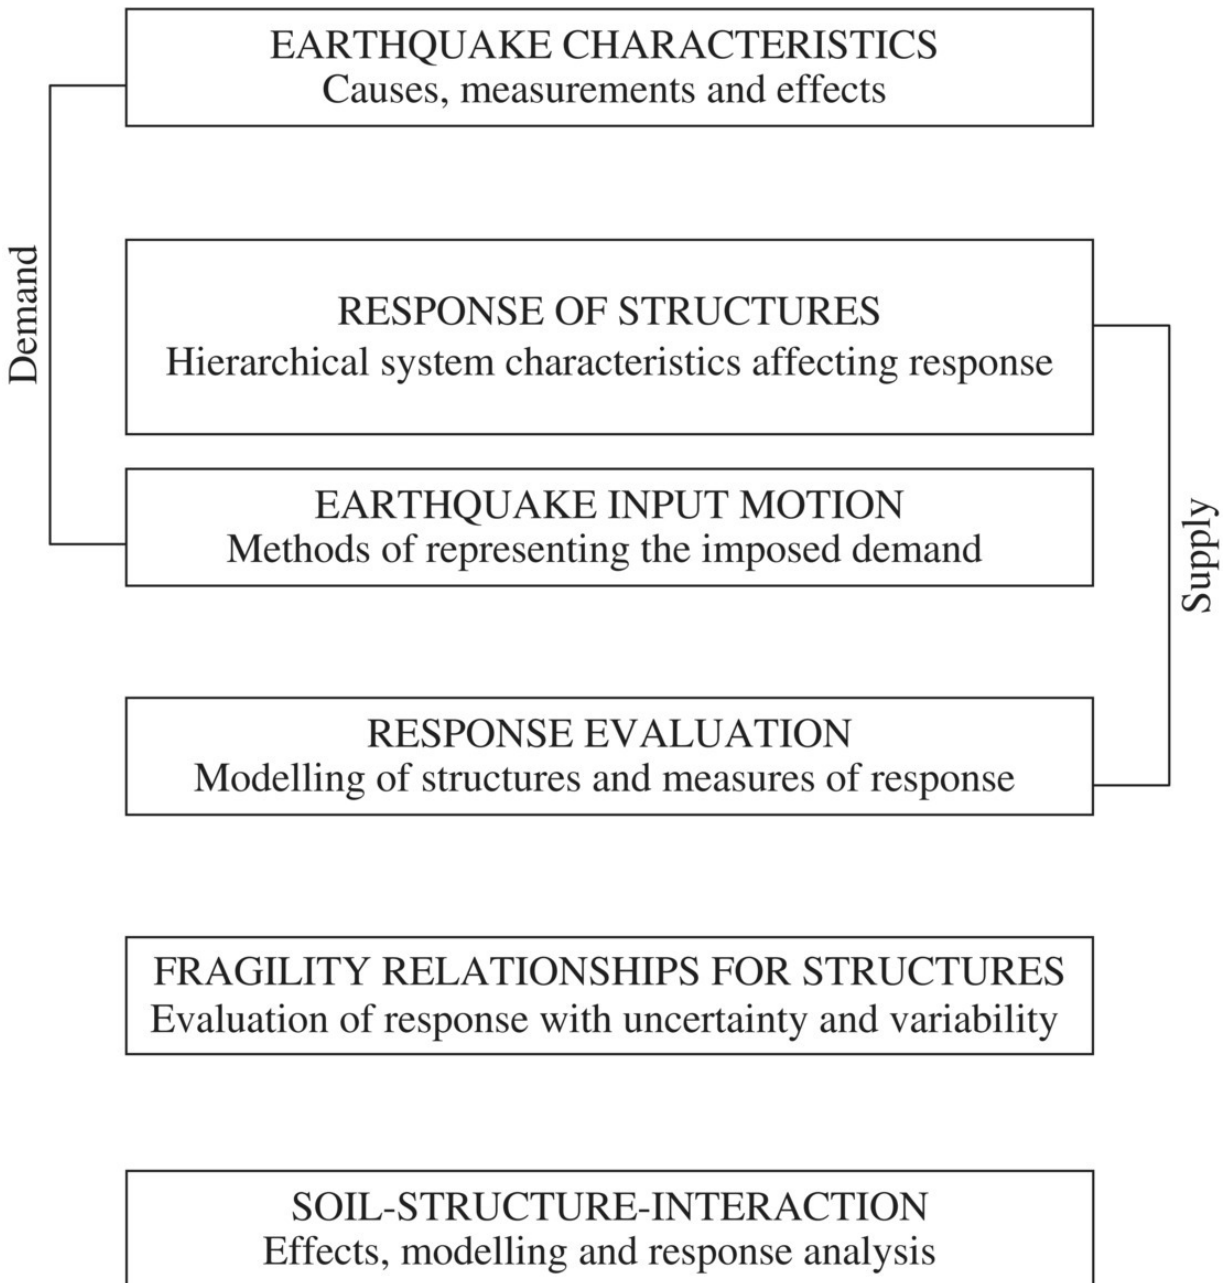 EARTHQUAKE CHARACTERISTICS
Causes, measurements and effects
Demand
RESPONSE OF STRUCTURES
Hierarchical system characteristics affecting response
EARTHQUAKE INPUT MOTION
Methods of representing the imposed demand
Supply
RESPONSE EVALUATION
Modelling of structures and measures of response
FRAGILITY RELATIONSHIPS FOR STRUCTURES
Evaluation of response with uncertainty and variability
SOIL-STRUCTURE-INTERACTION
Effects, modelling and response analysis